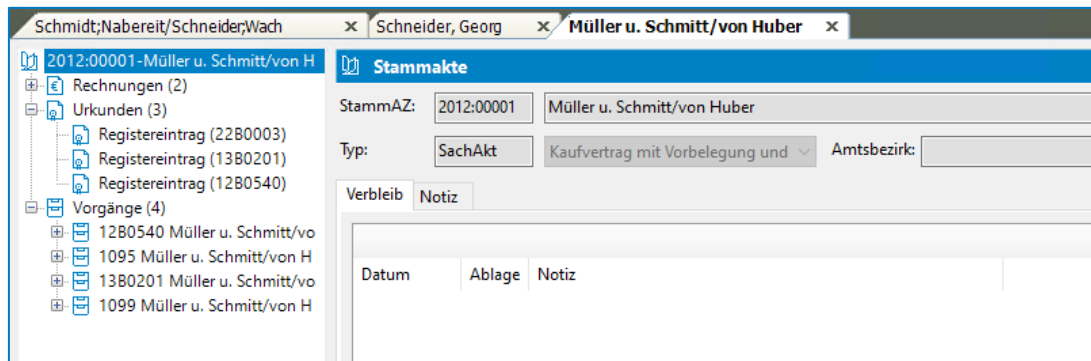 Schmidt;Nabereit/Schneider;Wach
Schneider, Georg
Müller u. Schmitt/von Huber
2012:00001-Müller u. Schmitt/von H
Rechnungen (2)
Urkunden (3)
Registereintrag (22B0003)
Registereintrag (13B0201)
Registereintrag (12B0540)
Vorgänge (4)
12B0540 Müller u. Schmitt/vo
1095 Müller u. Schmitt/von H
13B0201 Müller u. Schmitt/vo
1099 Müller u. Schmitt/von H
Stammakte
StammAZ: 2012:00001 Müller u. Schmitt/von Huber
Typ: SachAkt Kaufvertrag mit Vorbelegung und Amtsbezirk:
Verbleib Notiz
Datum Ablage Notiz